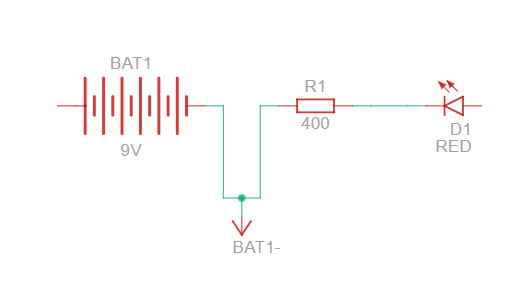 BAT1
9V
R1
400
D1
RED
BAT1-